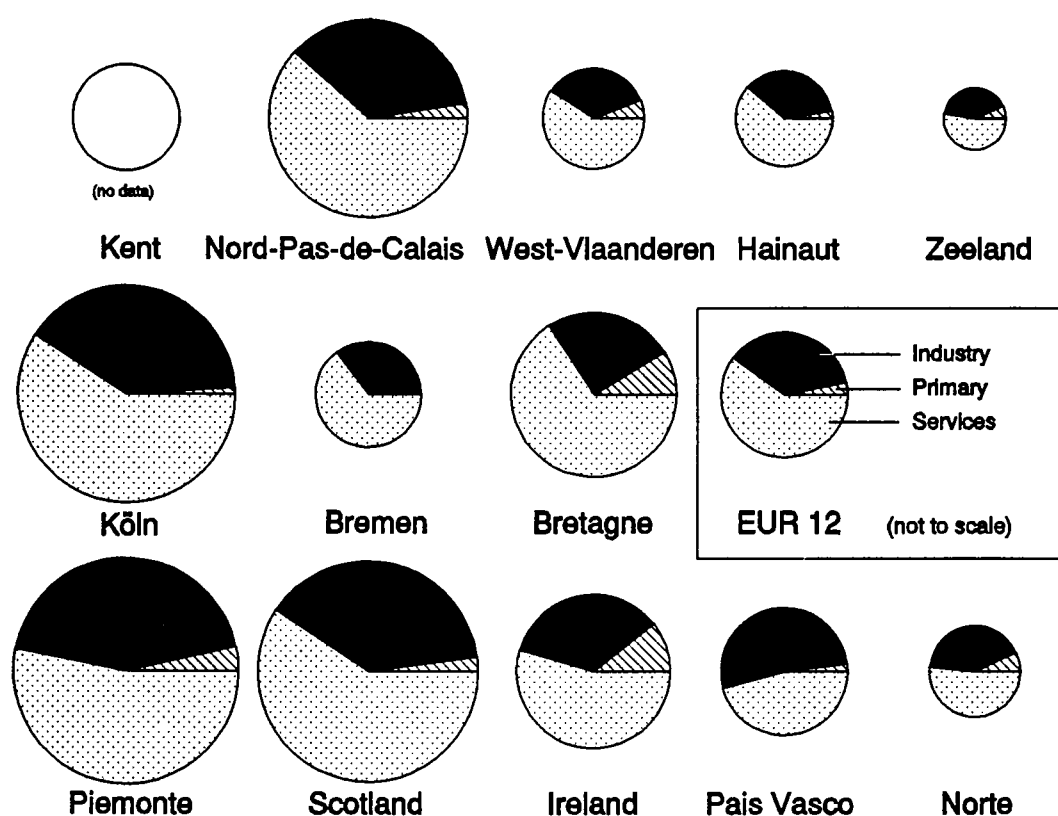 (no data)
Kent Nord-Pas-de-Calais West-Vlaanderen Hainaut Zeeland
Industry
Primary
Services
Köln Bremen Bretagne EUR 12 (not to scale)
Piemonte Scotland Ireland Pais Vasco Norte